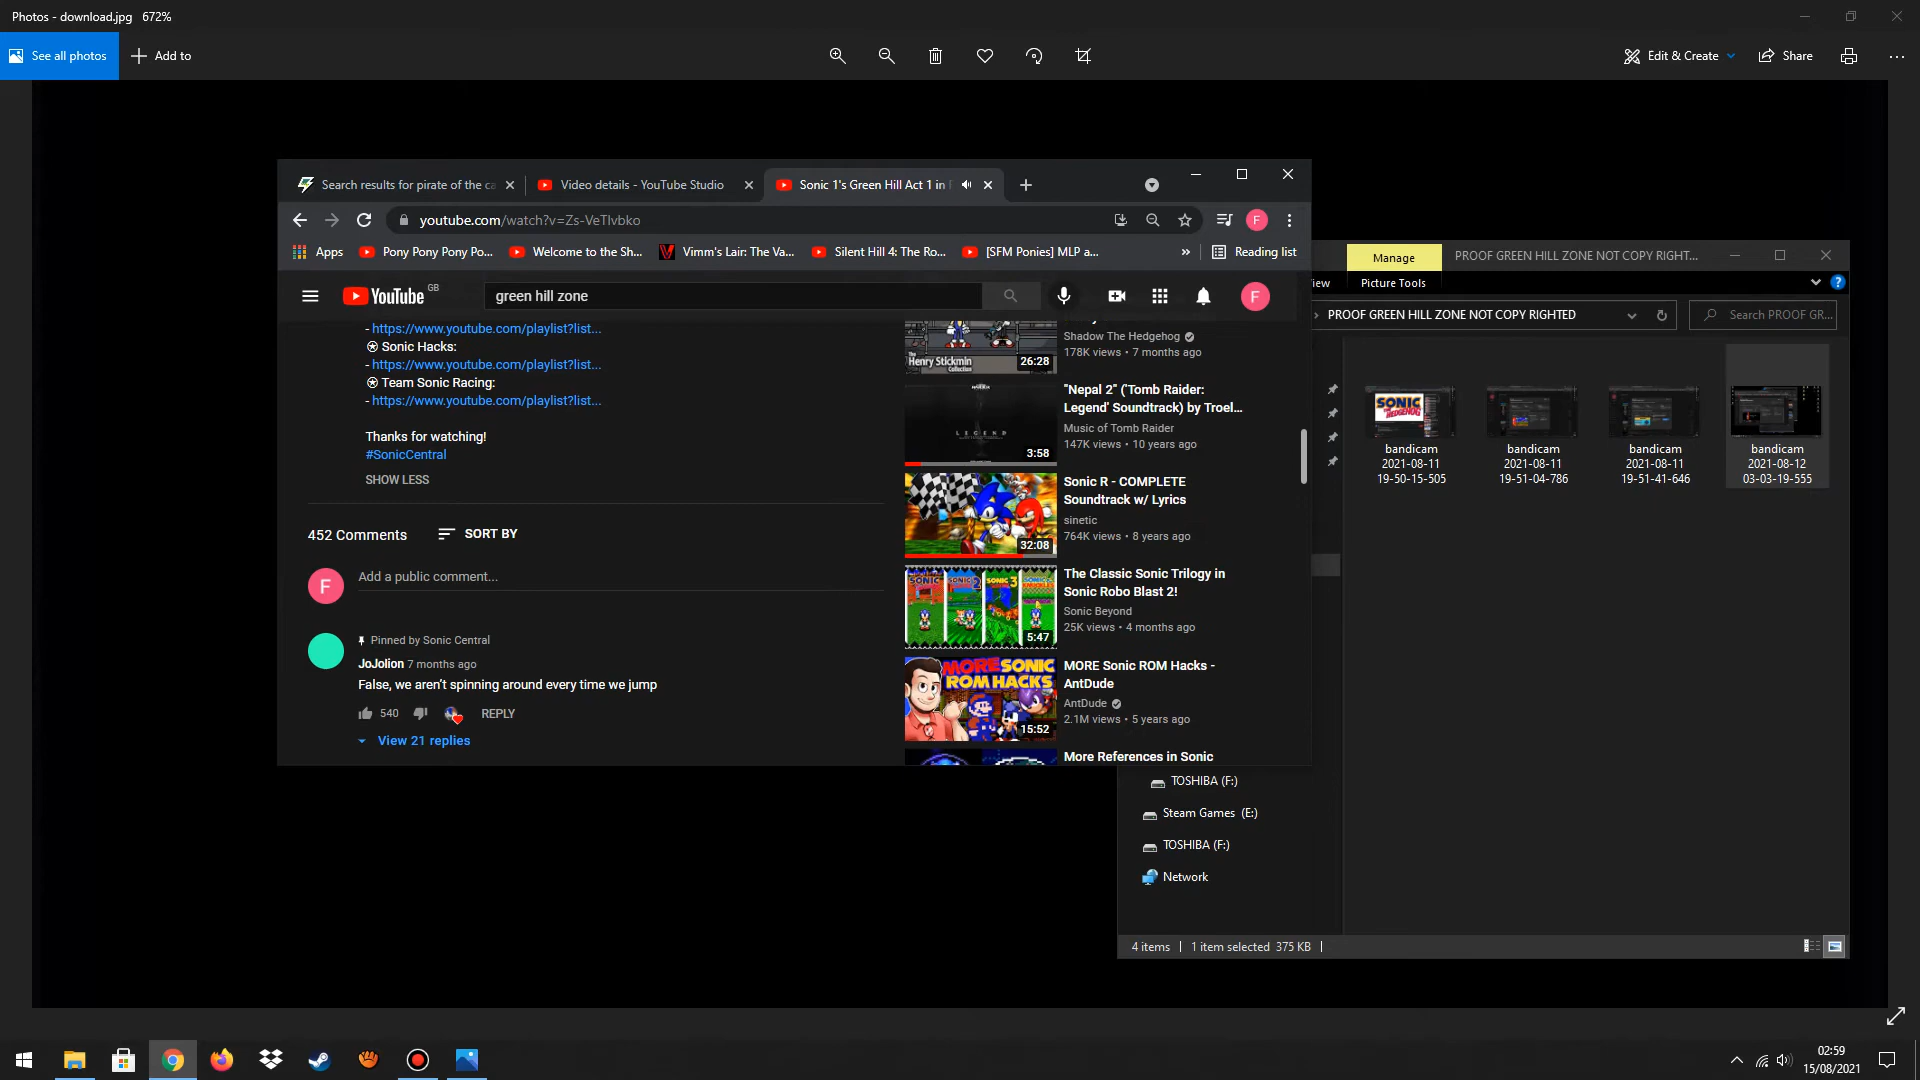 Photos - download.jpg 672%
See all photos
Add to
Edit & Create
Share
Search results for pirate of the ca
Video details - YouTube Studio
Sonic 1's Green Hill Act 1 in
youtube.com/watch?v=Zs-VeTlvbko
F
Apps
Pony Pony Pony Po...
Welcome to the Sh...
Vimm's Lair: The Va...
Silent Hill 4: The Ro...
[SFM Ponies] MLP a...
»
Reading list
YouTube GB
green hill zone
F
- https://www.youtube.com/playlist?list...
Sonic Hacks:
- https://www.youtube.com/playlist?list...
Team Sonic Racing:
- https://www.youtube.com/playlist?list...
Thanks for watching!
#SonicCentral
SHOW LESS
452 Comments
SORT BY
F
Add a public comment...
Pinned by Sonic Central
JoJolion 7 months ago
False, we aren't spinning around every time we jump
540
REPLY
View 21 replies
Henry Stickmin
Collection
26:28
Shadow The Hedgehog
178K views • 7 months ago
LEGEND
3:58
"Nepal 2" ('Tomb Raider:
Legend' Soundtrack) by Troel...
Music of Tomb Raider
147K views • 10 years ago
32:08
Sonic R - COMPLETE
Soundtrack w/ Lyrics
sinetic
764K views • 8 years ago
SONIC
SONIC 2
SONIC 3
5:47
The Classic Sonic Trilogy in
Sonic Robo Blast 2!
Sonic Beyond
25K views • 4 months ago
MORE SONIC
ROM HACKS
15:52
MORE Sonic ROM Hacks -
AntDude
AntDude
2.1M views • 5 years ago
More References in Sonic
Manage
PROOF GREEN HILL ZONE NOT COPY RIGHT...
iew
Picture Tools
PROOF GREEN HILL ZONE NOT COPY RIGHTED
Search PROOF GR...
SONIC
bandicam
2021-08-11
19-50-15-505
bandicam
2021-08-11
19-51-04-786
bandicam
2021-08-11
19-51-41-646
bandicam
2021-08-12
03-03-19-555
TOSHIBA (F:)
Steam Games (E:)
TOSHIBA (F:)
Network
4 items
1 item selected 375 KB
02:59
15/08/2021